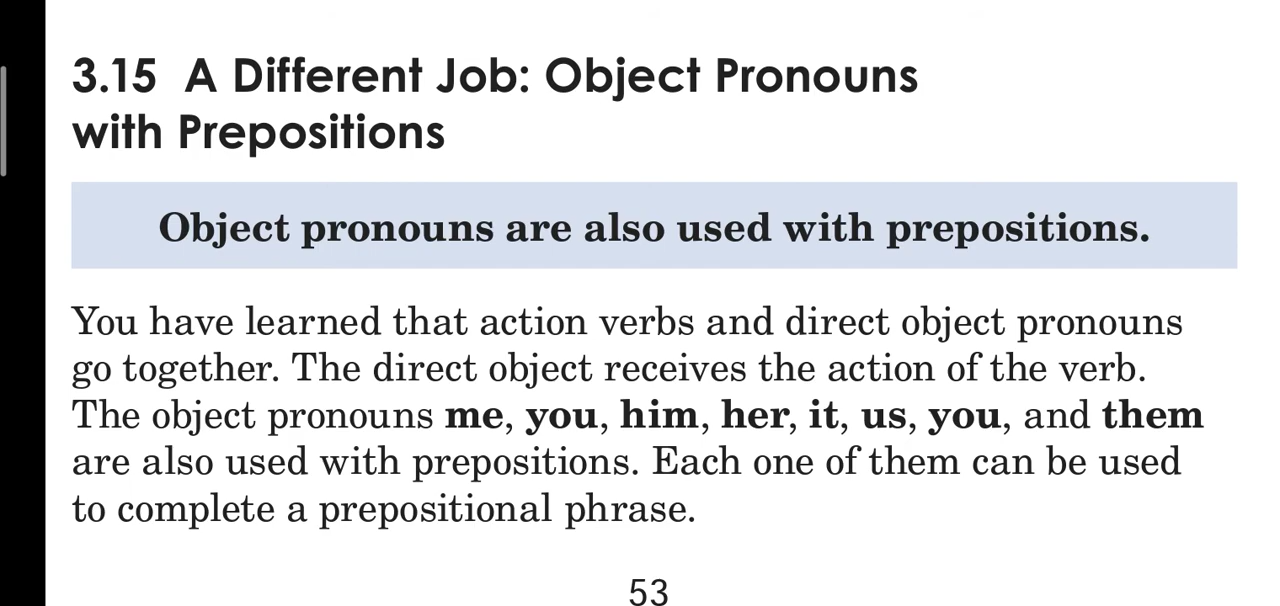 3.15 A Different Job: Object Pronouns
with Prepositions
Object pronouns are also used with prepositions.
You have learned that action verbs and direct object pronouns
go together. The direct object receives the action of the verb.
The object pronouns me, you, him, her, it, us, you, and them
are also used with prepositions. Each one of them can be used
to complete a prepositional phrase.
53